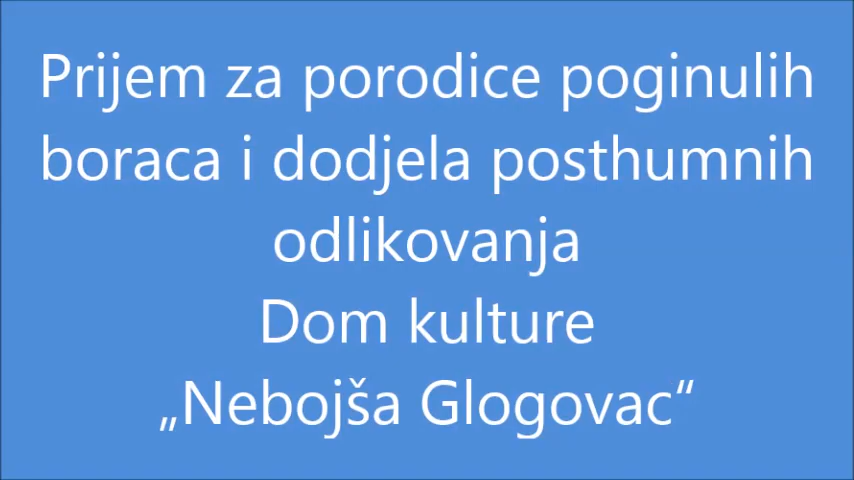 Prijem za porodice poginulih
boraca i dodjela posthumnih
odlikovanja
Dom kulture
„Nebojša Glogovac“